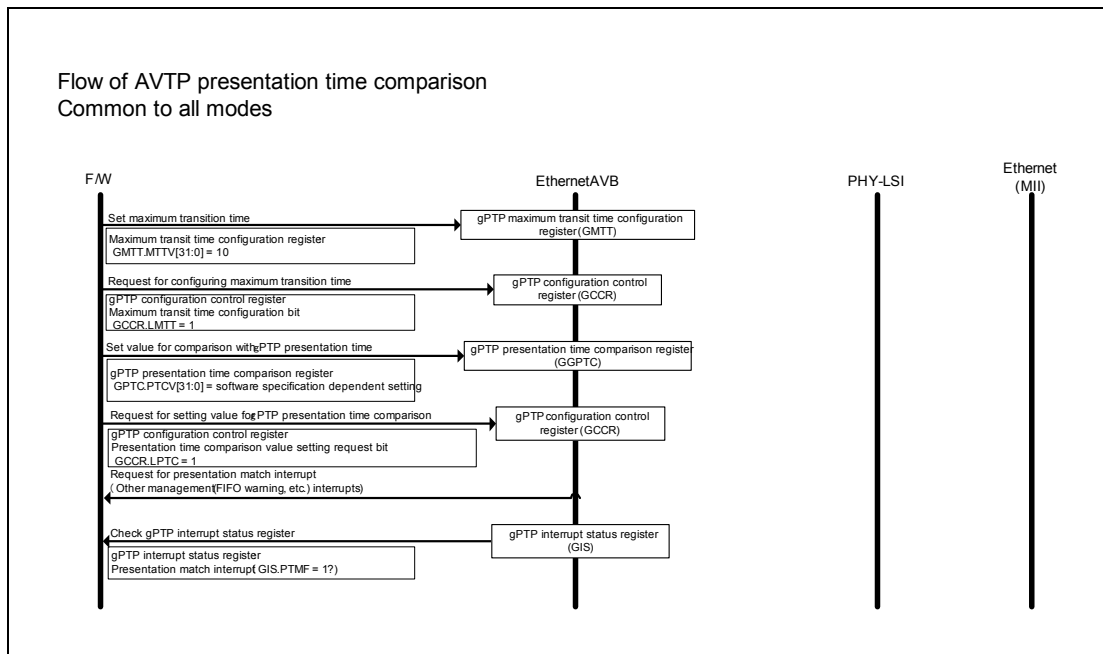 Flow of AVTP presentation time comparison
Common to all modes
F/W
EthernetAVB
PHY-LSI
Ethernet
(MII)
Set maximum transition time
gPTP maximum transit time configuration
register (GMTT)
Maximum transit time configuration register
GMTT.MTTV[31:0] = 10
Request for configuring maximum transition time
gPTP configuration control
register (GCCR)
gPTP configuration control register
Maximum transit time configuration bit
GCCR.LMTT = 1
Set value for comparison with gPTP presentation time
gPTP presentation time comparison register
(GGPTC)
gPTP presentation time comparison register
GPTC.PTCV[31:0] = software specification dependent setting
Request for setting value for gPTP presentation time comparison
gPTP configuration control
register (GCCR)
gPTP configuration control register
Presentation time comparison value setting request bit
GCCR.LPTC = 1
Request for presentation match interrupt
(Other management (FIFO warning, etc.) interrupts)
Check gPTP interrupt status register
gPTP interrupt status register
(GIS)
gPTP interrupt status register
Presentation match interrupt (GIS.PTMF = 1?)